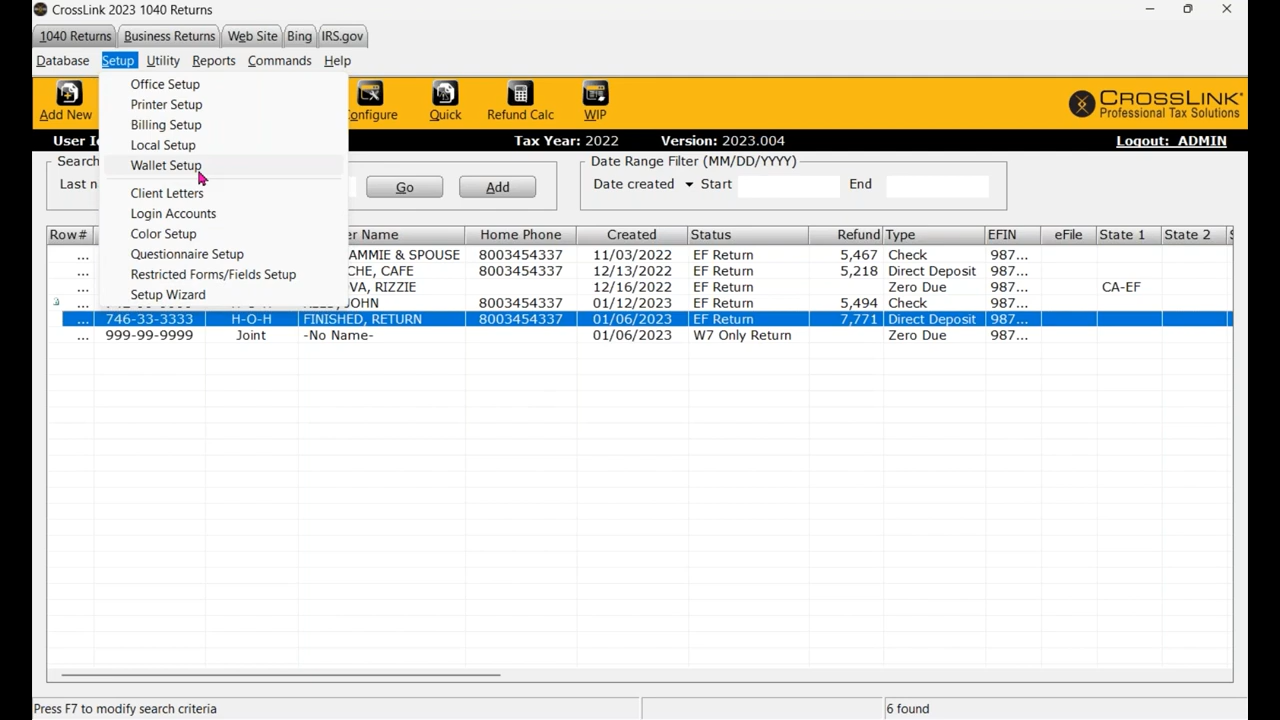 CrossLink 2023 1040 Returns
1040 Returns Business Returns Web Site Bing IRS.gov
Database Setup Utility Reports Commands Help
Office Setup
Printer Setup
Billing Setup
Local Setup
Wallet Setup
Client Letters
Login Accounts
Color Setup
Questionnaire Setup
Restricted Forms/Fields Setup
Setup Wizard
Add New Configure Quick Refund Calc WIP
CROSSLINK
Professional Tax Solutions
User Tax Year: 2022 Version: 2023.004 Logout: ADMIN
Search Date Range Filter (MM/DD/YYYY)
Last Go Add Date created Start End
Row# Name Home Phone Created Status Refund Type EFIN eFile State 1 State 2
... AMMIE & SPOUSE 8003454337 11/03/2022 EF Return 5,467 Check 987...
... CHE, CAFE 8003454337 12/13/2022 EF Return 5,218 Direct Deposit 987...
... VA, RIZZIE 12/16/2022 EF Return Zero Due 987... CA-EF
... JOHN 8003454337 01/12/2023 EF Return 5,494 Check 987...
... 746-33-3333 H-O-H FINISHED, RETURN 8003454337 01/06/2023 EF Return 7,771 Direct Deposit 987...
... 999-99-9999 Joint -No Name- 01/06/2023 W7 Only Return Zero Due 987...
Press F7 to modify search criteria 6 found